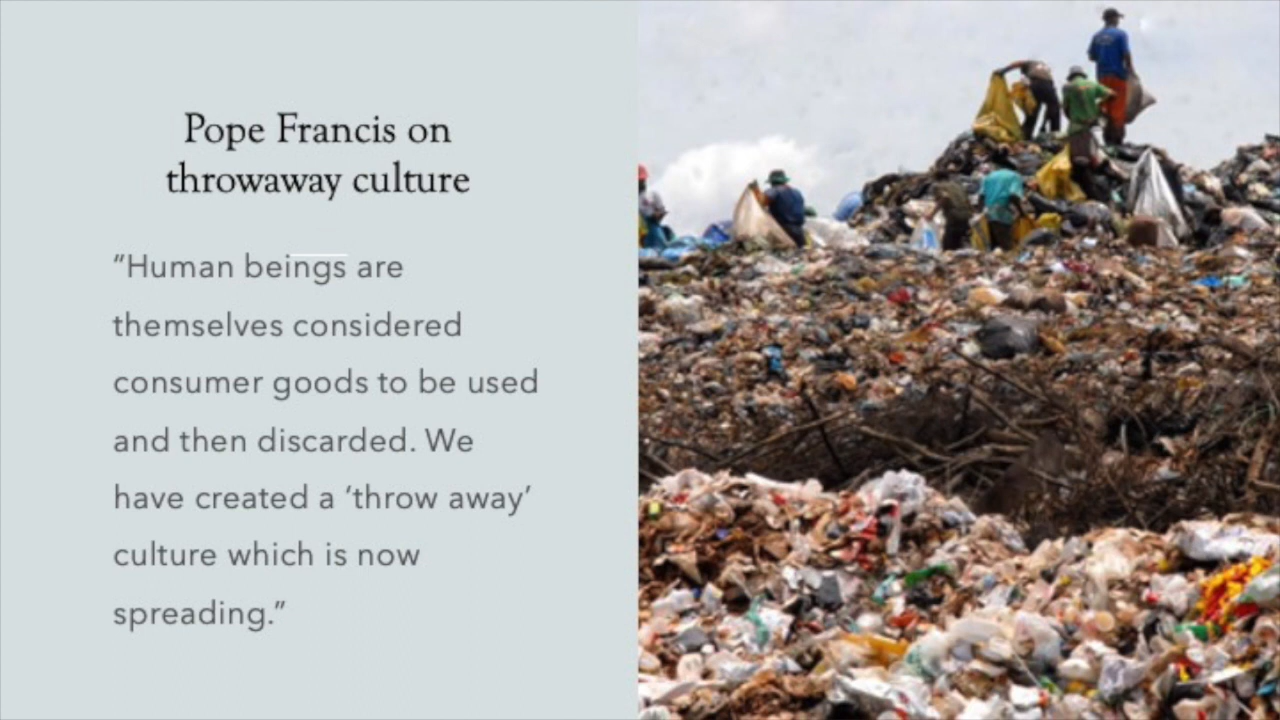 Pope Francis on
throwaway culture
“Human beings are
themselves considered
consumer goods to be used
and then discarded. We
have created a ‘throw away’
culture which is now
spreading.”